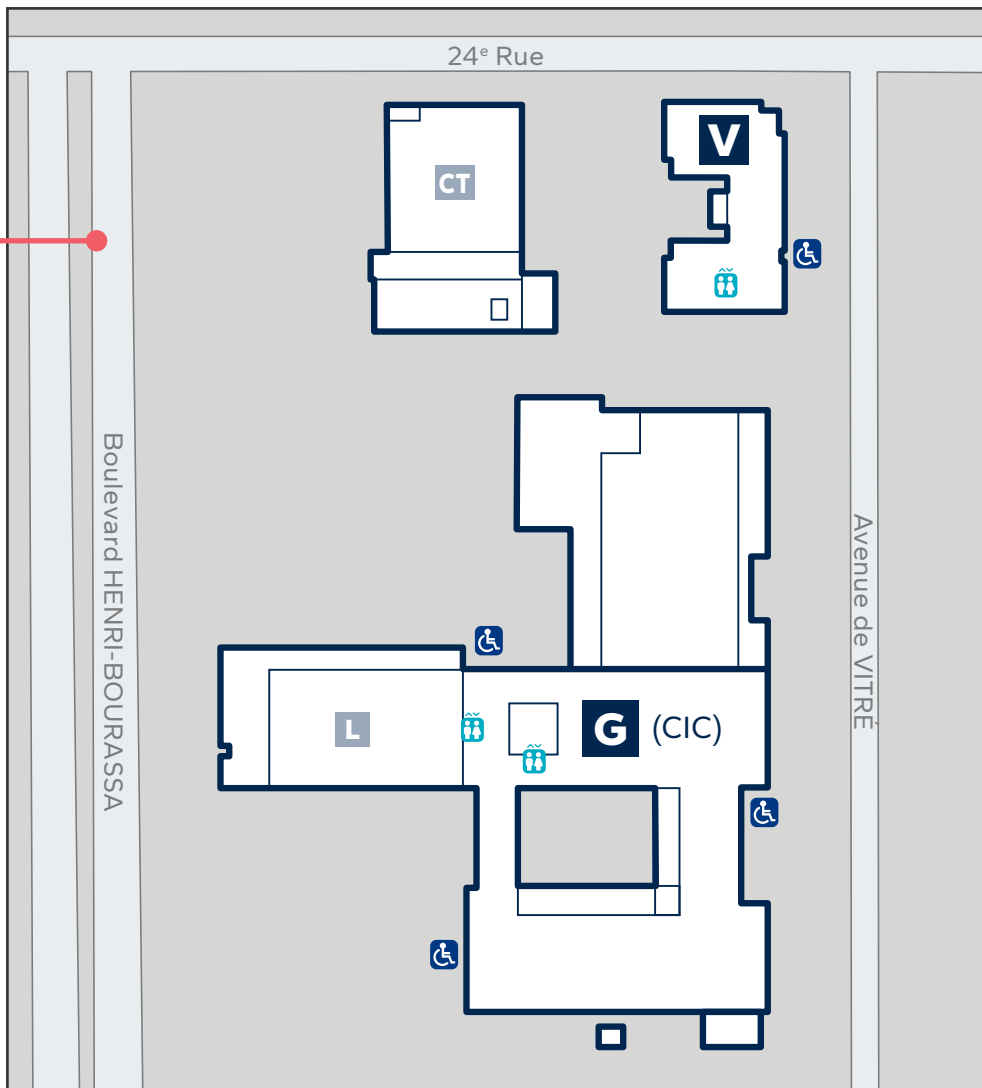 24e Rue
V
CT
Boulevard HENRI-BOURASSA
Avenue de VITRÉ
L
G (CIC)